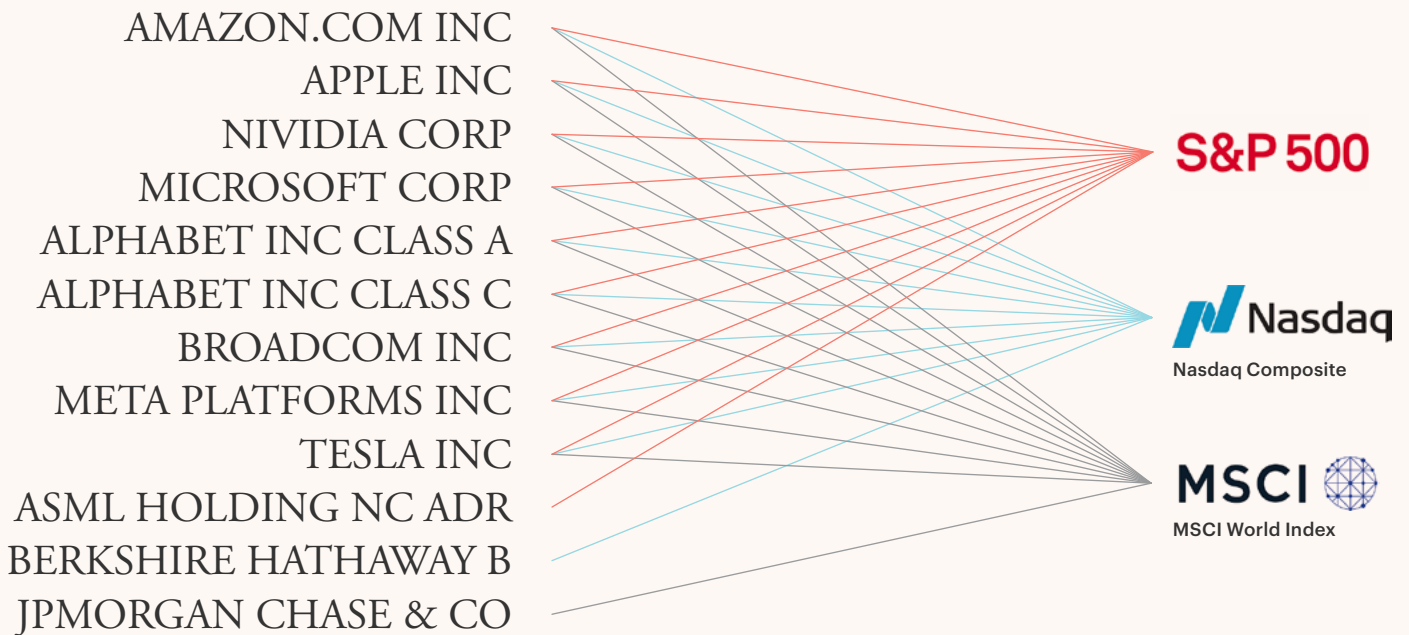 AMAZON.COM INC
APPLE INC
NIVIDIA CORP
MICROSOFT CORP
ALPHABET INC CLASS A
ALPHABET INC CLASS C
BROADCOM INC
META PLATFORMS INC
TESLA INC
ASML HOLDING NC ADR
BERKSHIRE HATHAWAY B
JPMORGAN CHASE & CO
S&P 500
Nasdaq
Nasdaq Composite
MSCI
MSCI World Index